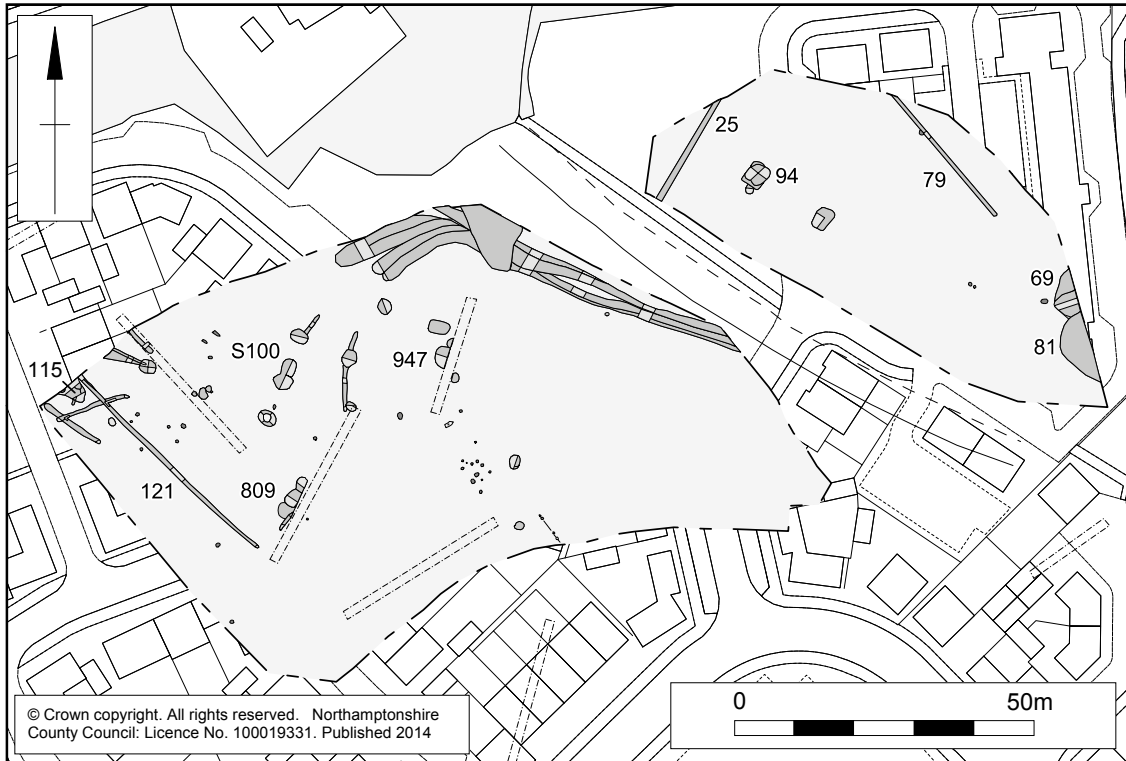 25
94
79
69
81
S100
947
115
121
809
0 50m
© Crown copyright. All rights reserved. Northamptonshire
County Council: Licence No. 100019331. Published 2014